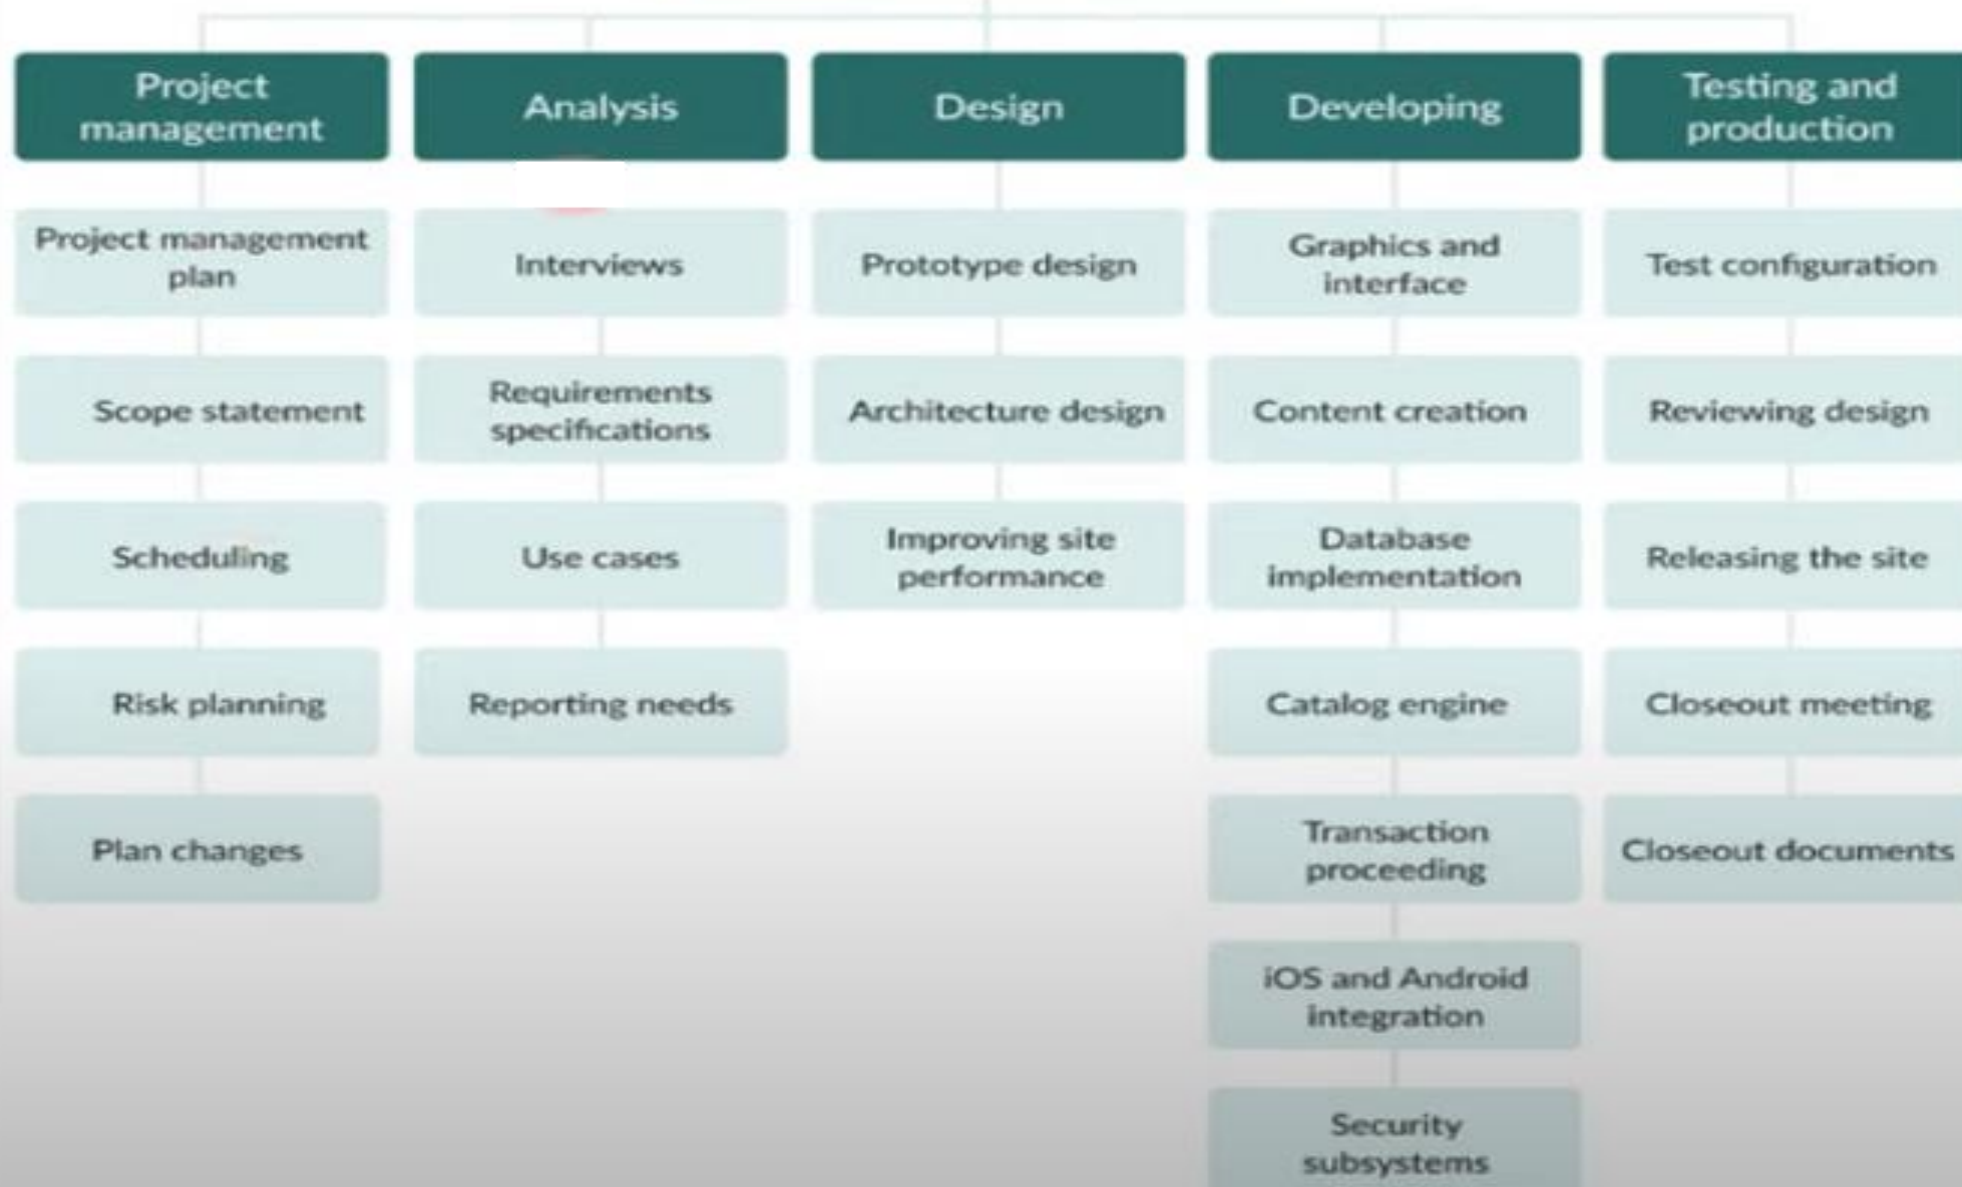 Project
management
Analysis
Design
Developing
Testing and
production
Project management
plan
Scope statement
Scheduling
Risk planning
Plan changes
Interviews
Requirements
specifications
Use cases
Reporting needs
Prototype design
Architecture design
Improving site
performance
Graphics and
interface
Content creation
Database
implementation
Catalog engine
Transaction
proceeding
iOS and Android
integration
Security
subsystems
Test configuration
Reviewing design
Releasing the site
Closeout meeting
Closeout documents